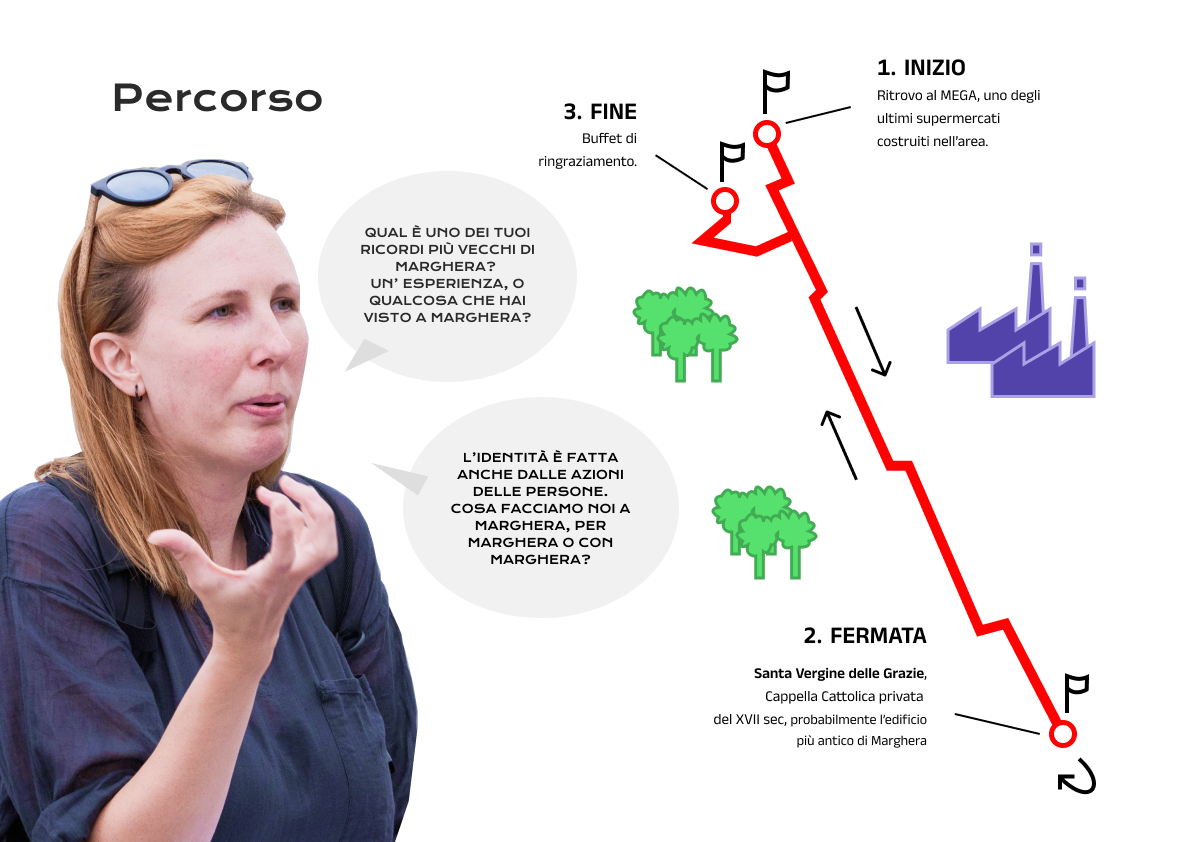 Percorso
QUAL È UNO DEI TUOI
RICORDI PIÙ VECCHI DI
MARGHERA?
UN’ ESPERIENZA, O
QUALCOSA CHE HAI
VISTO A MARGHERA?
L’IDENTITÀ È FATTA
ANCHE DALLE AZIONI
DELLE PERSONE.
COSA FACCIAMO NOI A
MARGHERA, PER
MARGHERA O CON
MARGHERA?
1. INIZIO
Ritrovo al MEGA, uno degli
ultimi supermercati
costruiti nell’area.
3. FINE
Buffet di
ringraziamento.
2. FERMATA
Santa Vergine delle Grazie,
Cappella Cattolica privata
del XVII sec, probabilmente l’edificio
più antico di Marghera